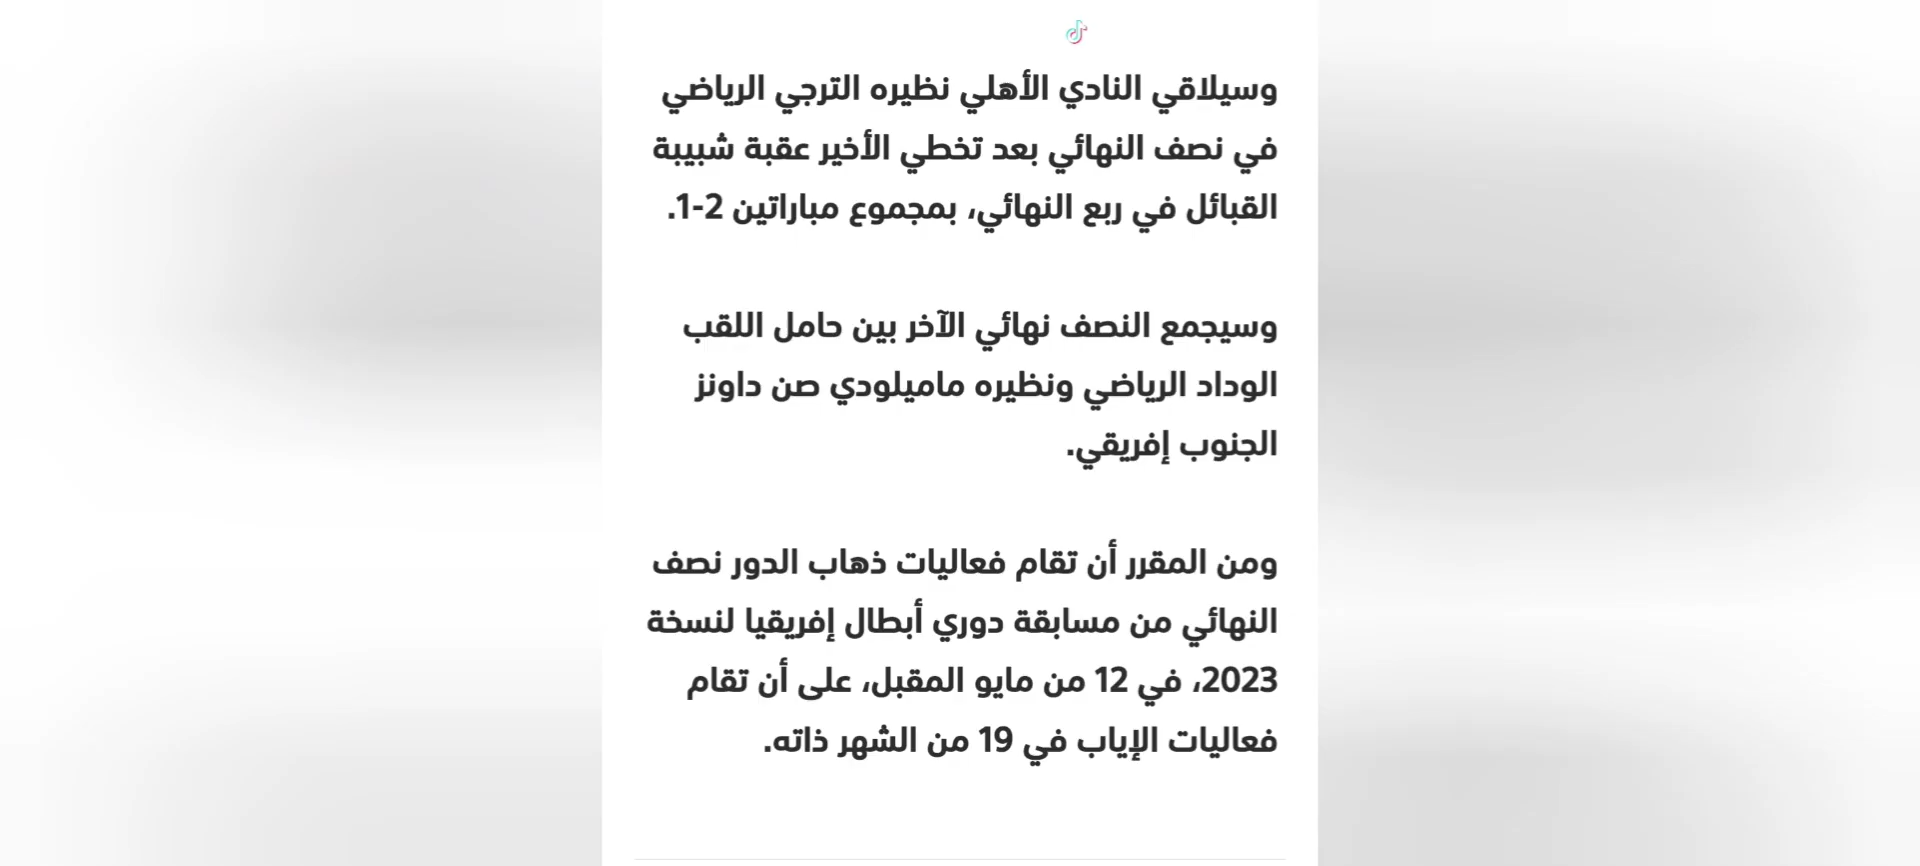 وسيلاقي النادي الأهلي نظيره الترجي الرياضي
في نصف النهائي بعد تخطي الأخير عقبة شبيبة
القبائل في ربع النهائي، بمجموع مباراتين 2-1.
وسيجمع النصف نهائي الآخر بين حامل اللقب
الوداد الرياضي ونظيره ماميلودي صن داونز
الجنوب إفريقي.
ومن المقرر أن تقام فعاليات ذهاب الدور نصف
النهائي من مسابقة دوري أبطال إفريقيا لنسخة
2023، في 12 من مايو المقبل، على أن تقام
فعاليات الإياب في 19 من الشهر ذاته.